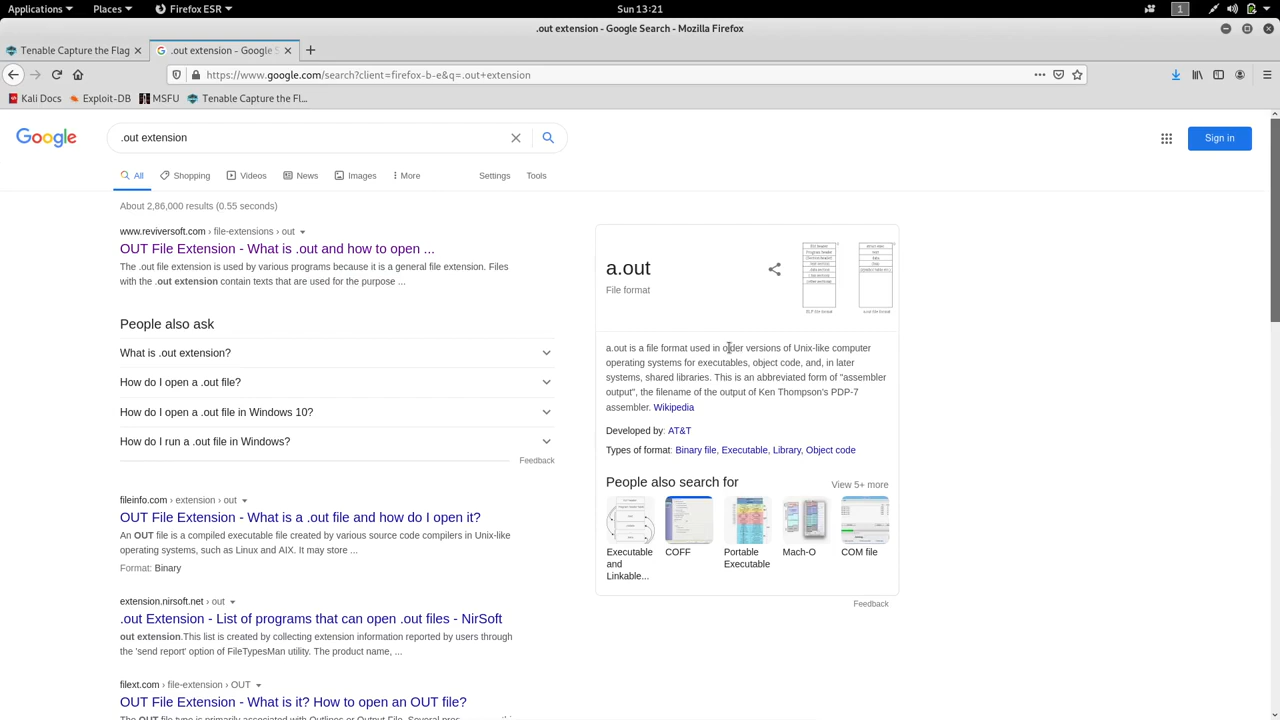 Applications Places Firefox ESR Sun 13:21 1
.out extension - Google Search - Mozilla Firefox
Tenable Capture the Flag .out extension - Google S
https://www.google.com/search?client=firefox-b-e&q=.out+extension
Kali Docs Exploit-DB MSFU Tenable Capture the Fl...
Google .out extension Sign in
All Shopping Videos News Images More Settings Tools
About 2,86,000 results (0.55 seconds)
www.reviversoft.com › file-extensions › out
OUT File Extension - What is .out and how to open ...
The .out file extension is used by various programs because it is a general file extension. Files
with the .out extension contain texts that are used for the purpose ...
People also ask
What is .out extension?
How do I open a .out file?
How do I open a .out file in Windows 10?
How do I run a .out file in Windows?
Feedback
fileinfo.com › extension › out
OUT File Extension - What is a .out file and how do I open it?
An OUT file is a compiled executable file created by various source code compilers in Unix-like
operating systems, such as Linux and AIX. It may store ...
Format: Binary
extension.nirsoft.net › out
.out Extension - List of programs that can open .out files - NirSoft
out extension.This list is created by collecting extension information reported by users through
the 'send report' option of FileTypesMan utility. The product name, ...
filext.com › file-extension › OUT
OUT File Extension - What is it? How to open an OUT file?
The OUT file type is primarily associated with Outlines or Output File. Several
a.out
File format
a.out is a file format used in older versions of Unix-like computer
operating systems for executables, object code, and, in later
systems, shared libraries. This is an abbreviated form of "assembler
output", the filename of the output of Ken Thompson's PDP-7
assembler. Wikipedia
Developed by: AT&T
Types of format: Binary file, Executable, Library, Object code
People also search for
View 5+ more
Executable
and
Linkable...
COFF
Portable
Executable
Mach-O
COM file
Feedback